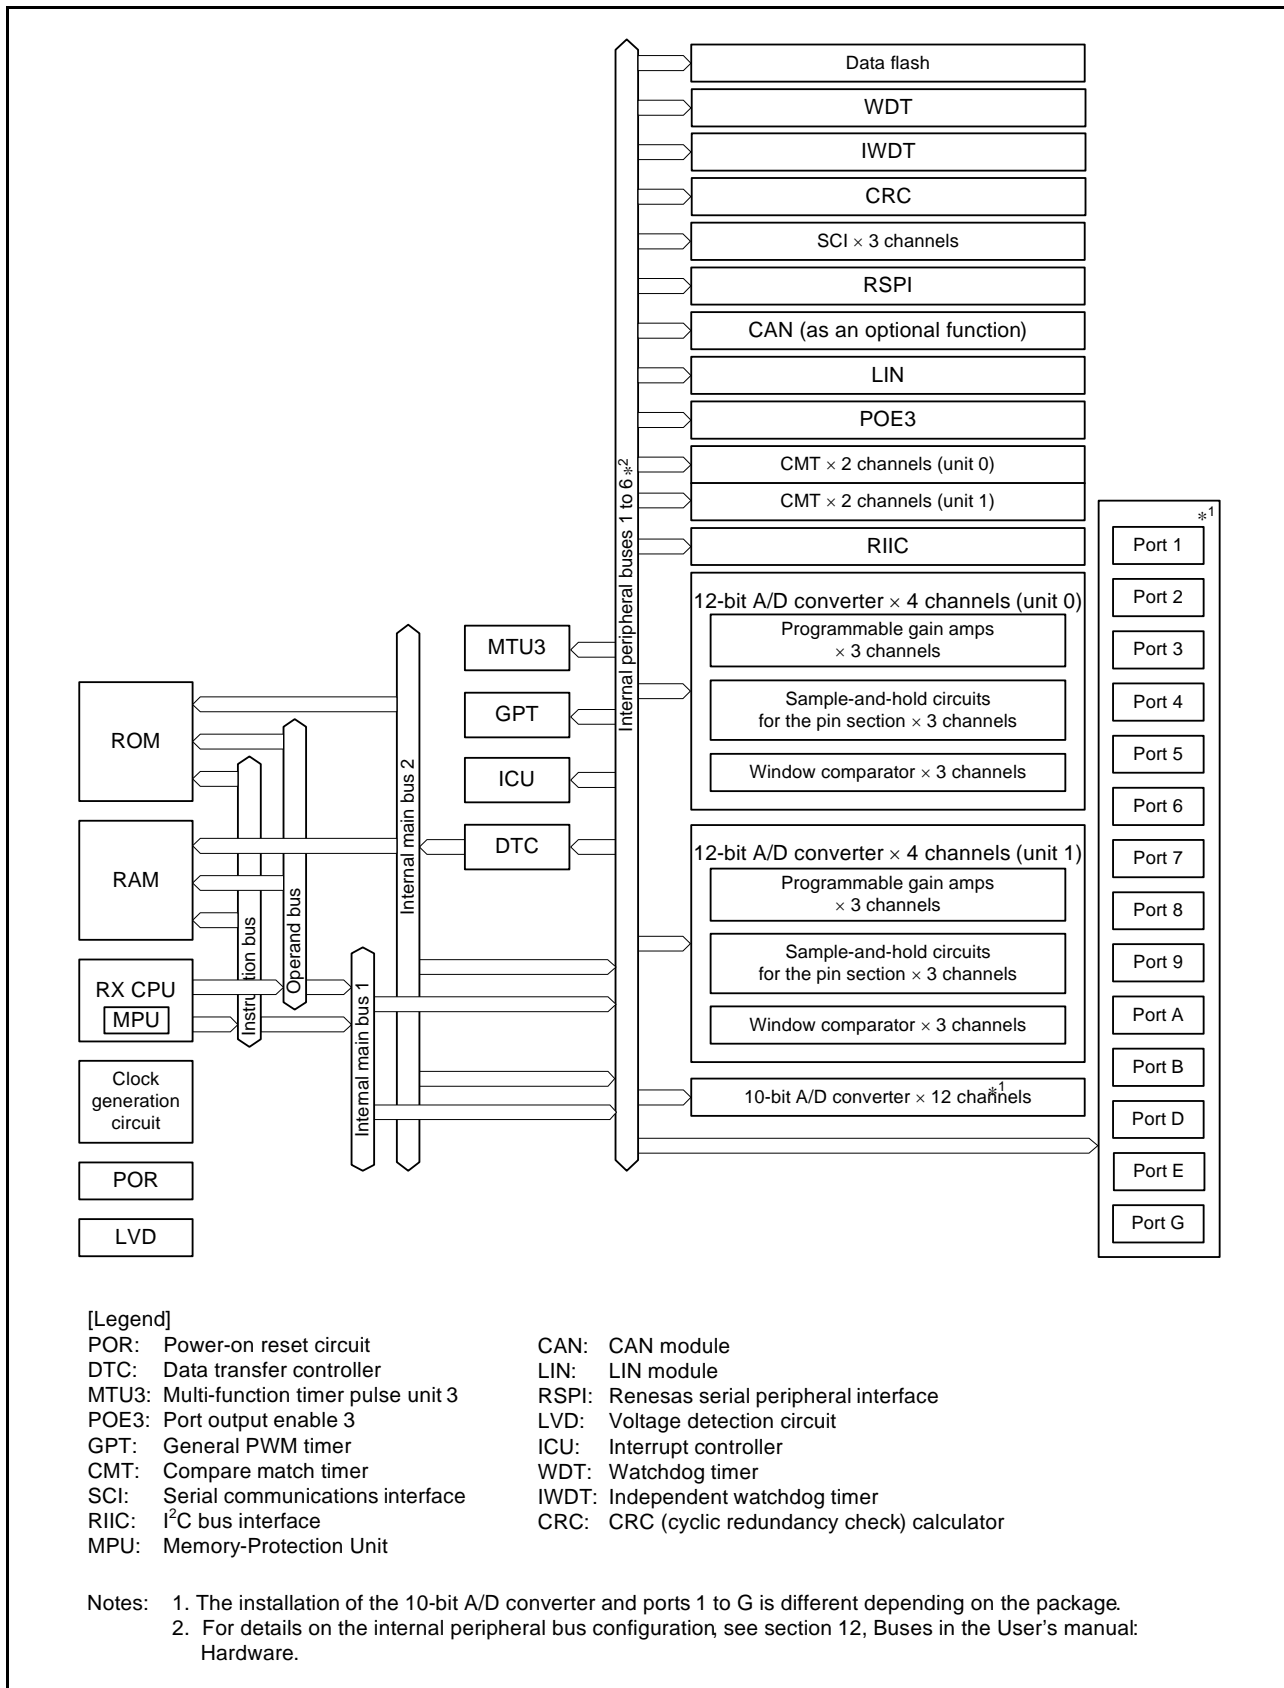 Data flash
WDT
IWDT
CRC
SCI × 3 channels
RSPI
CAN (as an optional function)
LIN
POE3
CMT × 2 channels (unit 0)
CMT × 2 channels (unit 1)
RIIC
12-bit A/D converter × 4 channels (unit 0)
Programmable gain amps
× 3 channels
Sample-and-hold circuits
for the pin section × 3 channels
Window comparator × 3 channels
12-bit A/D converter × 4 channels (unit 1)
Programmable gain amps
× 3 channels
Sample-and-hold circuits
for the pin section × 3 channels
Window comparator × 3 channels
10-bit A/D converter × 12 channels *1
*1
Port 1
Port 2
Port 3
Port 4
Port 5
Port 6
Port 7
Port 8
Port 9
Port A
Port B
Port D
Port E
Port G
Internal peripheral buses 1 to 6 *2
MTU3
GPT
ICU
DTC
Internal main bus 2
Internal main bus 1
Operand bus
Instruction bus
ROM
RAM
RX CPU
MPU
Clock
generation
circuit
POR
LVD
[Legend]
POR: Power-on reset circuit
DTC: Data transfer controller
MTU3: Multi-function timer pulse unit 3
POE3: Port output enable 3
GPT: General PWM timer
CMT: Compare match timer
SCI: Serial communications interface
RIIC: I²C bus interface
MPU: Memory-Protection Unit
CAN: CAN module
LIN: LIN module
RSPI: Renesas serial peripheral interface
LVD: Voltage detection circuit
ICU: Interrupt controller
WDT: Watchdog timer
IWDT: Independent watchdog timer
CRC: CRC (cyclic redundancy check) calculator
Notes: 1. The installation of the 10-bit A/D converter and ports 1 to G is different depending on the package.
2. For details on the internal peripheral bus configuration, see section 12, Buses in the User's manual:
Hardware.